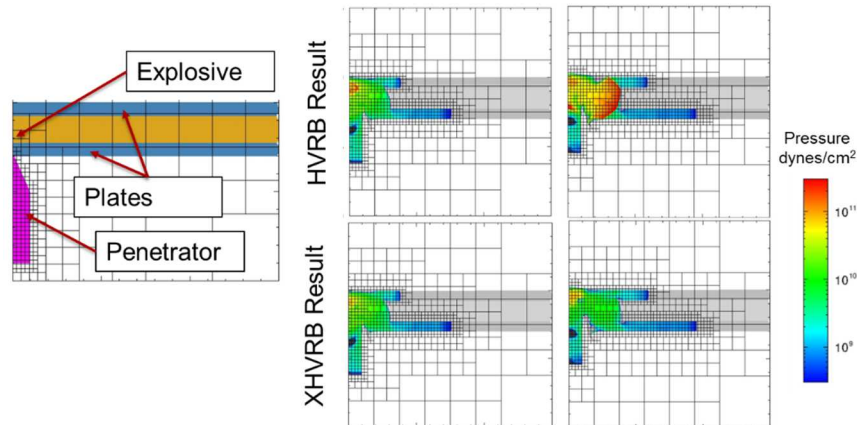 Explosive
Plates
Penetrator
HVRB Result
XHVRB Result
Pressure
dynes/cm²
10¹¹
10¹⁰
10⁹